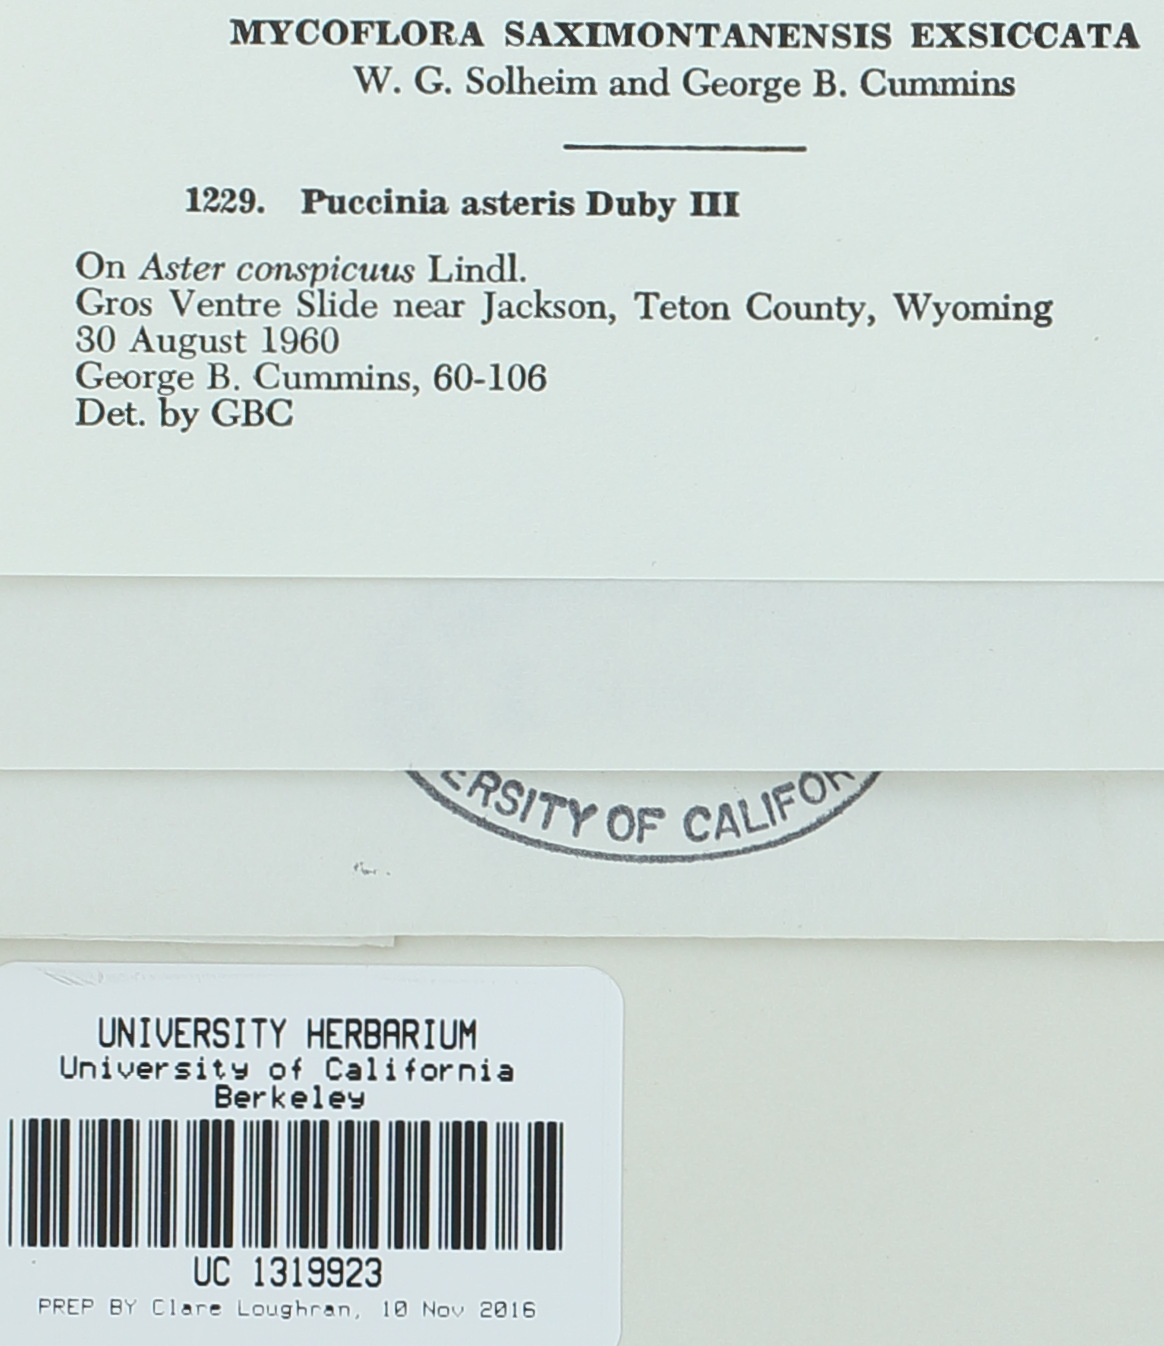 MYCOFLORA SAXIMONTANENSIS EXSICCATA
W. G. Solheim and George B. Cummins
1229. Puccinia asteris Duby III
On Aster conspicuus Lindl.
Gros Ventre Slide near Jackson, Teton County, Wyoming
30 August 1960
George B. Cummins, 60-106
Det. by GBC
ERSITY OF CALIFOR
UNIVERSITY HERBARIUM
University of California
Berkeley
UC 1319923
PREP BY Clare Loughran, 10 Nov 2016